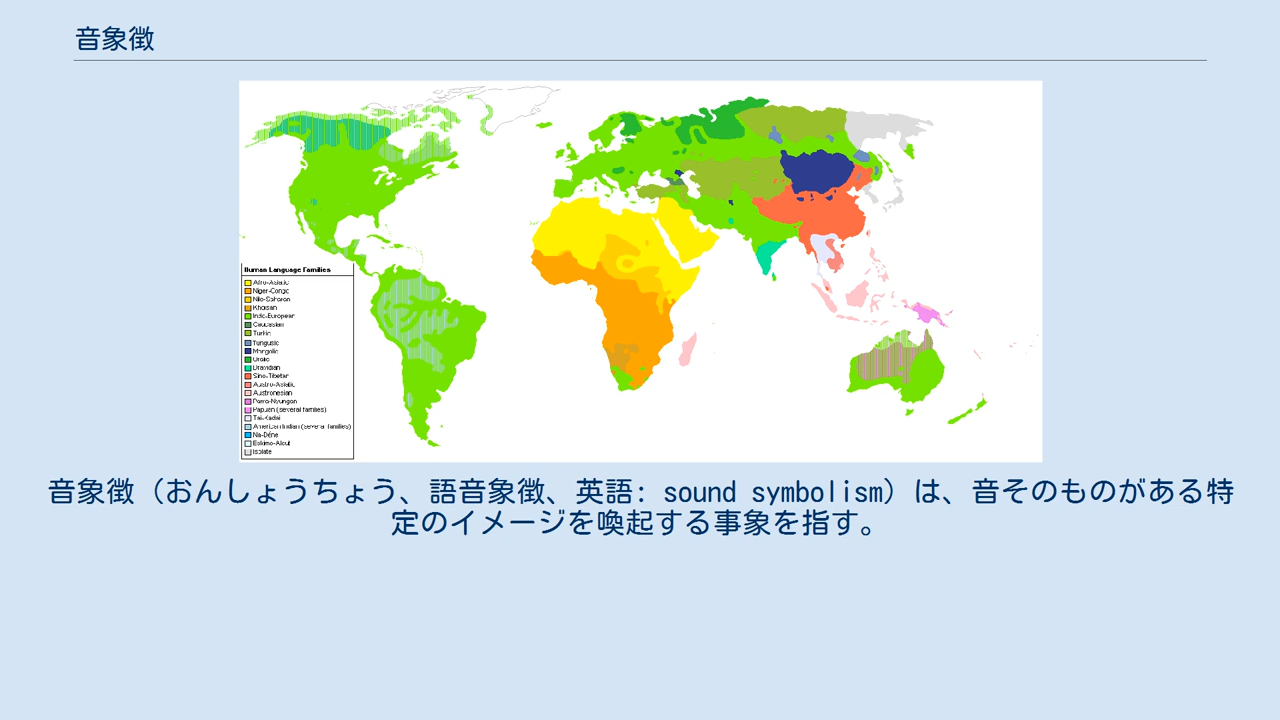 音象徴
Human Language Families
Afro-Asiatic
Niger-Congo
Nilo-Saharan
Khoisan
Indo-European
Caucasian
Turkic
Tungusic
Mongolic
Uralic
Dravidian
Sino-Tibetan
Austro-Asiatic
Austronesian
Pama-Nyungan
Papuan (several families)
Tai-Kadai
American Indian (several families)
Na-Dené
Eskimo-Aleut
Isolate
音象徴（おんしょうちょう、語音象徴、英語: sound symbolism）は、音そのものがある特
定のイメージを喚起する事象を指す。